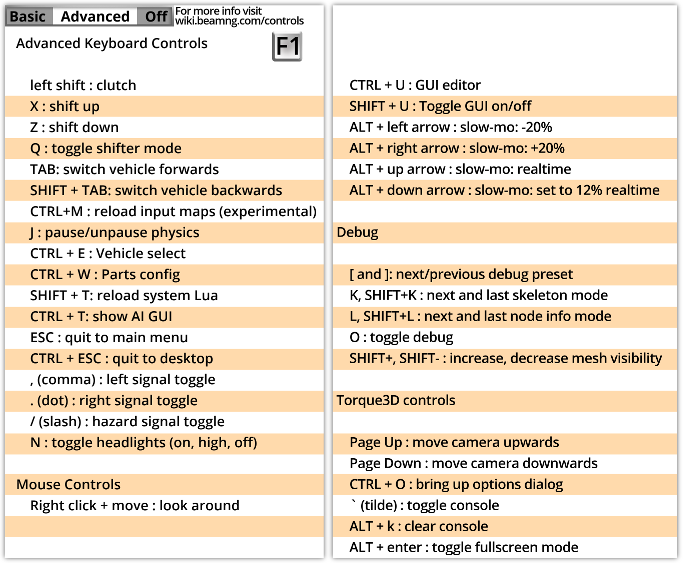 Basic Advanced Off For more info visit
wiki.beamng.com/controls
Advanced Keyboard Controls F1
left shift : clutch
X : shift up
Z : shift down
Q : toggle shifter mode
TAB: switch vehicle forwards
SHIFT + TAB: switch vehicle backwards
CTRL+M : reload input maps (experimental)
J : pause/unpause physics
CTRL + E : Vehicle select
CTRL + W : Parts config
SHIFT + T: reload system Lua
CTRL + T: show AI GUI
ESC : quit to main menu
CTRL + ESC : quit to desktop
, (comma) : left signal toggle
. (dot) : right signal toggle
/ (slash) : hazard signal toggle
N : toggle headlights (on, high, off)
Mouse Controls
Right click + move : look around
CTRL + U : GUI editor
SHIFT + U : Toggle GUI on/off
ALT + left arrow : slow-mo: -20%
ALT + right arrow : slow-mo: +20%
ALT + up arrow : slow-mo: realtime
ALT + down arrow : slow-mo: set to 12% realtime
Debug
[ and ]: next/previous debug preset
K, SHIFT+K : next and last skeleton mode
L, SHIFT+L : next and last node info mode
O : toggle debug
SHIFT+, SHIFT- : increase, decrease mesh visibility
Torque3D controls
Page Up : move camera upwards
Page Down : move camera downwards
CTRL + O : bring up options dialog
` (tilde) : toggle console
ALT + k : clear console
ALT + enter : toggle fullscreen mode